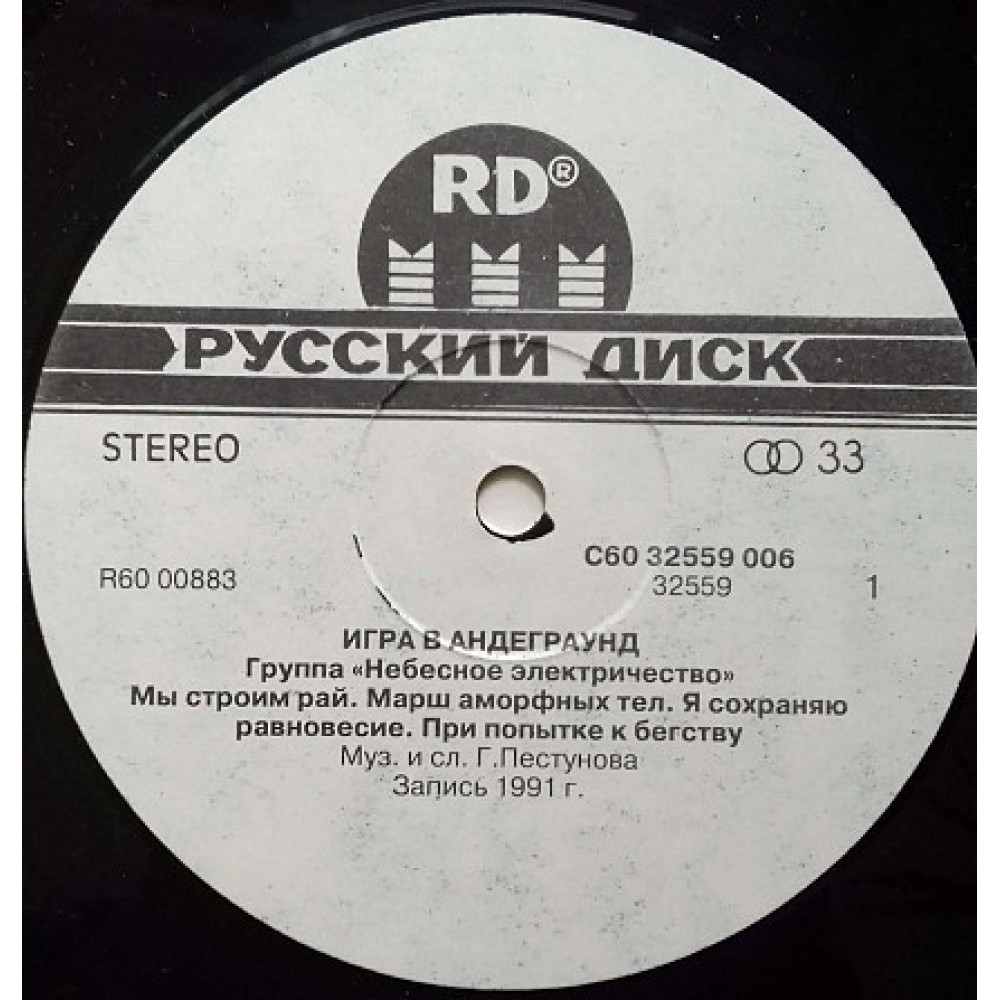 RD®
РУССКИЙ ДИСК
STEREO
33
С60 32559 006
R60 00883
32559
1
ИГРА В АНДЕГРАУНД
Группа «Небесное электричество»
Мы строим рай. Марш аморфных тел. Я сохраняю
равновесие. При попытке к бегству
Муз. и сл. Г.Пестунова
Запись 1991 г.